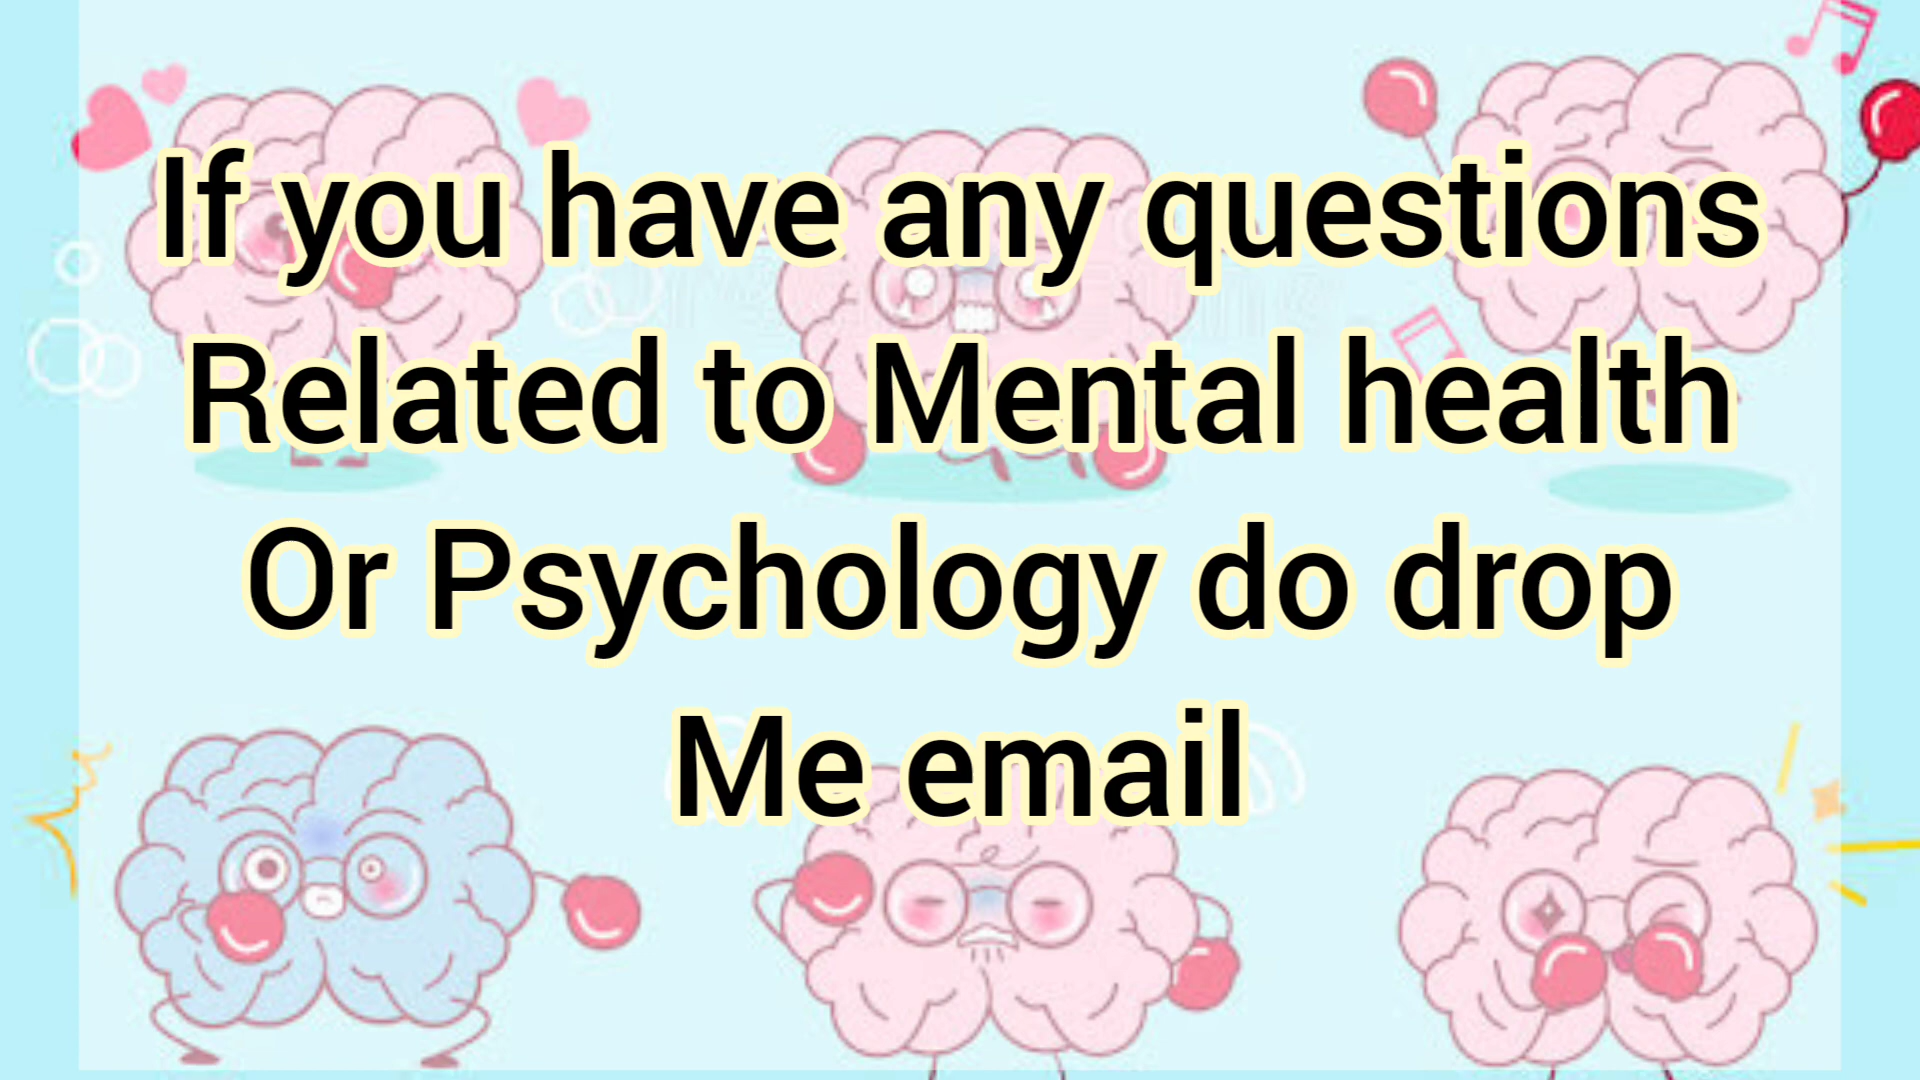 If you have any questions
Related to Mental health
Or Psychology do drop
Me email